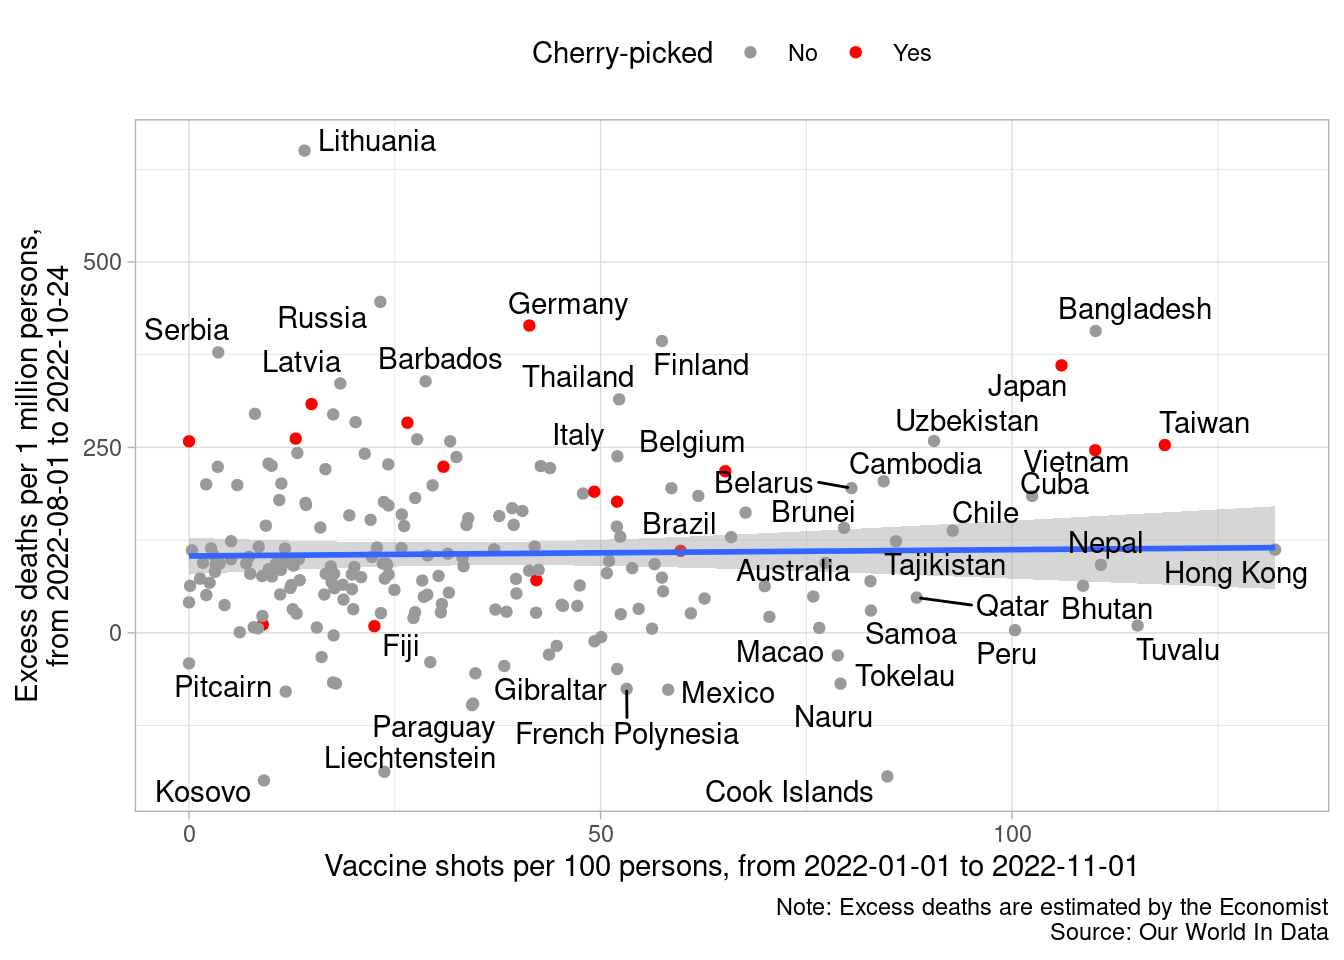 Cherry-picked No Yes
Lithuania
500
Germany
Bangladesh
Serbia
Russia
Latvia
Barbados
Finland
Thailand
Japan
Uzbekistan
Taiwan
250
Italy
Belgium
Cambodia
Vietnam
Belarus
Cuba
Brunei
Chile
Brazil
Nepal
Australia
Tajikistan
Hong Kong
Qatar
Bhutan
0
Fiji
Samoa
Macao
Peru
Tuvalu
Pitcairn
Gibraltar
Mexico
Tokelau
Nauru
Paraguay
French Polynesia
Liechtenstein
Kosovo
Cook Islands
0 50 100
Excess deaths per 1 million persons,
from 2022-08-01 to 2022-10-24
Vaccine shots per 100 persons, from 2022-01-01 to 2022-11-01
Note: Excess deaths are estimated by the Economist
Source: Our World In Data